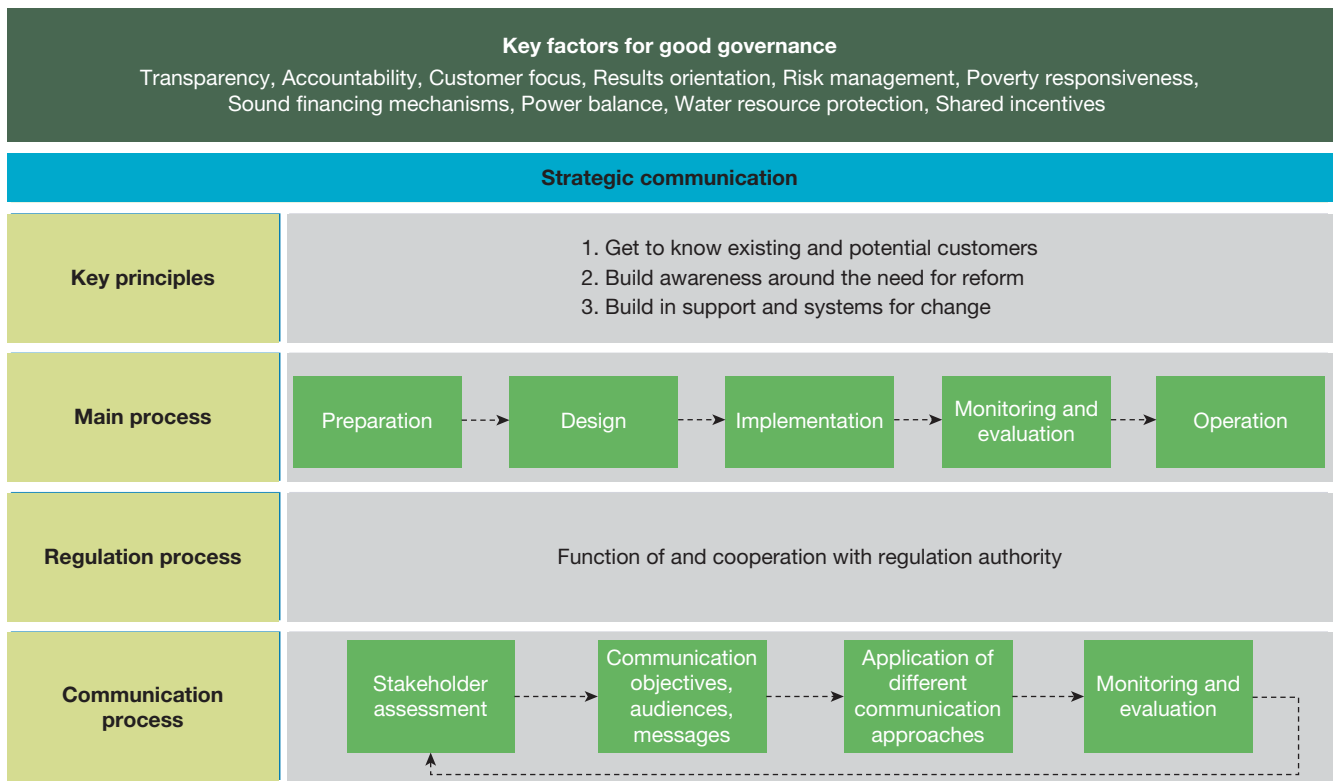 Key factors for good governance
Transparency, Accountability, Customer focus, Results orientation, Risk management, Poverty responsiveness,
Sound financing mechanisms, Power balance, Water resource protection, Shared incentives
Strategic communication
Key principles
1. Get to know existing and potential customers
2. Build awareness around the need for reform
3. Build in support and systems for change
Main process
Preparation
Design
Implementation
Monitoring and
evaluation
Operation
Regulation process
Function of and cooperation with regulation authority
Communication
process
Stakeholder
assessment
Communication
objectives,
audiences,
messages
Application of
different
communication
approaches
Monitoring and
evaluation